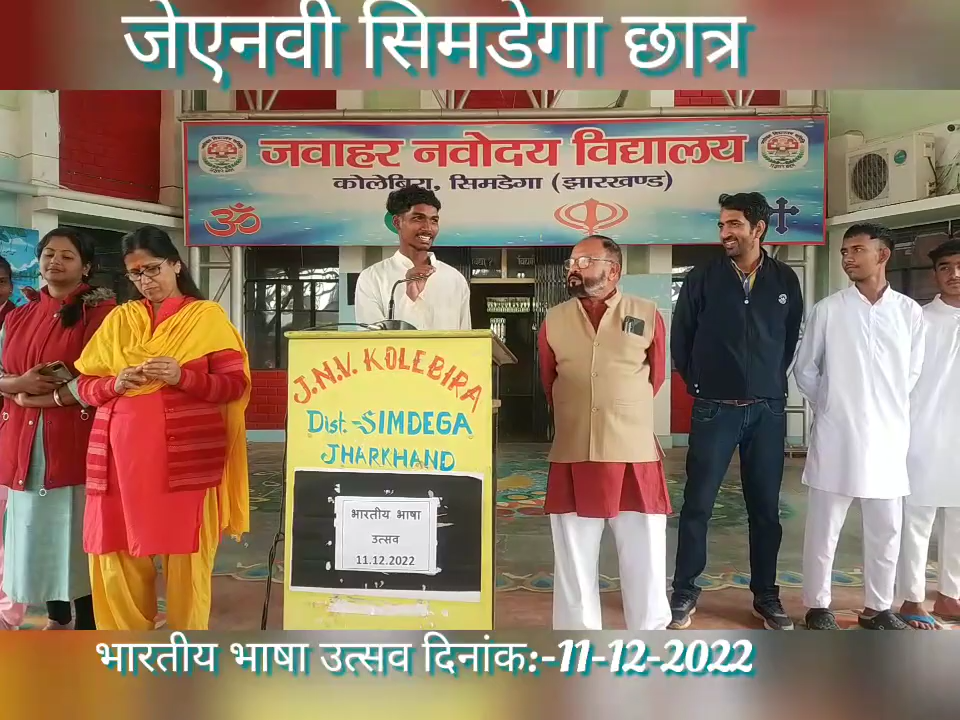 जेएनवी सिमडेगा छात्र
जवाहर नवोदय विद्यालय
कोलेबिरा, सिमडेगा (झारखण्ड)
J.N.V. KOLEBIRA
Dist.-SIMDEGA
JHARKHAND
भारतीय भाषा
उत्सव
11.12.2022
भारतीय भाषा उत्सव दिनांक:-11-12-2022